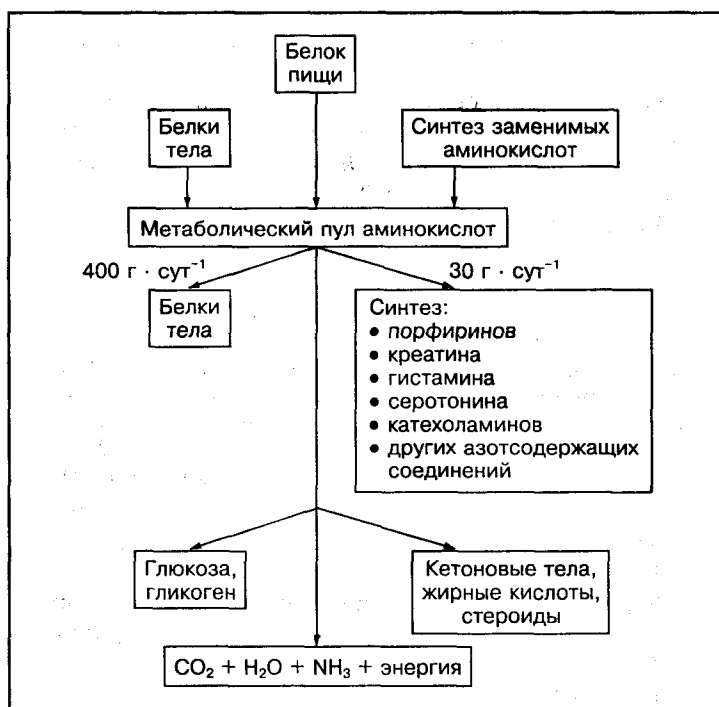 Белок
пищи
Белки
тела
Синтез заменимых
аминокислот
Метаболический пул аминокислот
400 г · сут⁻¹
30 г · сут⁻¹
Белки
тела
Синтез:
• порфиринов
• креатина
• гистамина
• серотонина
• катехоламинов
• других азотсодержащих
соединений
Глюкоза,
гликоген
Кетоновые тела,
жирные кислоты,
стероиды
CO₂ + H₂O + NH₃ + энергия